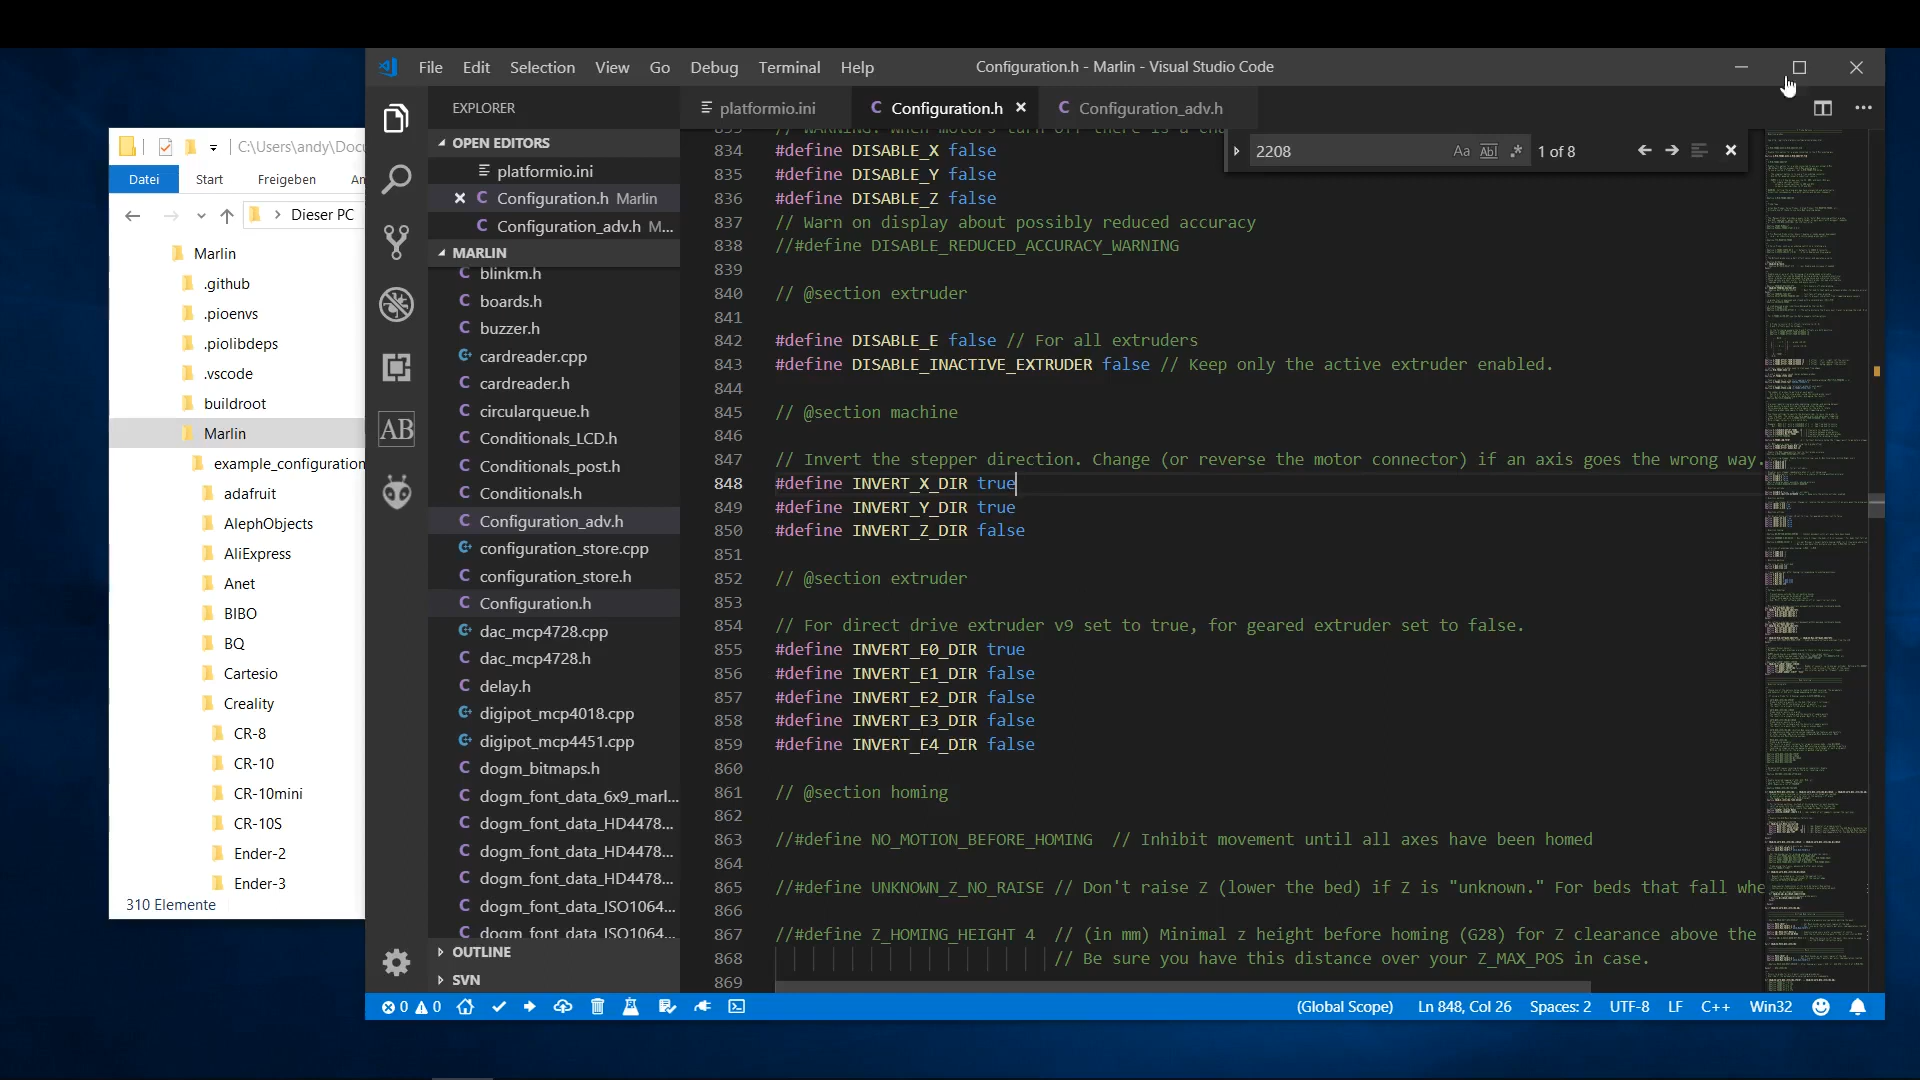 File Edit Selection View Go Debug Terminal Help
Configuration.h - Marlin - Visual Studio Code
C:\Users\andy\Docu
Datei Start Freigeben An
Dieser PC
Marlin
.github
.pioenvs
.piolibdeps
.vscode
buildroot
Marlin
example_configuration
adafruit
AlephObjects
AliExpress
Anet
BIBO
BQ
Cartesio
Creality
CR-8
CR-10
CR-10mini
CR-10S
Ender-2
Ender-3
310 Elemente
EXPLORER
OPEN EDITORS
platformio.ini
C Configuration.h Marlin
C Configuration_adv.h M...
MARLIN
C blinkm.h
C boards.h
C buzzer.h
C+ cardreader.cpp
C cardreader.h
C circularqueue.h
C Conditionals_LCD.h
C Conditionals_post.h
C Conditionals.h
C Configuration_adv.h
C+ configuration_store.cpp
C configuration_store.h
C Configuration.h
C+ dac_mcp4728.cpp
C dac_mcp4728.h
C delay.h
C+ digipot_mcp4018.cpp
C+ digipot_mcp4451.cpp
C dogm_bitmaps.h
C dogm_font_data_6x9_marl...
C dogm_font_data_HD4478...
C dogm_font_data_HD4478...
C dogm_font_data_HD4478...
C dogm_font_data_ISO1064...
C dogm_font_data_ISO1064...
OUTLINE
SVN
AB
platformio.ini
C Configuration.h
C Configuration_adv.h
2208 Aa Abl .* 1 of 8
834 #define DISABLE_X false
835 #define DISABLE_Y false
836 #define DISABLE_Z false
837 // Warn on display about possibly reduced accuracy
838 //#define DISABLE_REDUCED_ACCURACY_WARNING
839
840 // @section extruder
841
842 #define DISABLE_E false // For all extruders
843 #define DISABLE_INACTIVE_EXTRUDER false // Keep only the active extruder enabled.
844
845 // @section machine
846
847 // Invert the stepper direction. Change (or reverse the motor connector) if an axis goes the wrong way.
848 #define INVERT_X_DIR true
849 #define INVERT_Y_DIR true
850 #define INVERT_Z_DIR false
851
852 // @section extruder
853
854 // For direct drive extruder v9 set to true, for geared extruder set to false.
855 #define INVERT_E0_DIR true
856 #define INVERT_E1_DIR false
857 #define INVERT_E2_DIR false
858 #define INVERT_E3_DIR false
859 #define INVERT_E4_DIR false
860
861 // @section homing
862
863 //#define NO_MOTION_BEFORE_HOMING // Inhibit movement until all axes have been homed
864
865 //#define UNKNOWN_Z_NO_RAISE // Don't raise Z (lower the bed) if Z is "unknown." For beds that fall whe
866
867 //#define Z_HOMING_HEIGHT 4 // (in mm) Minimal z height before homing (G28) for Z clearance above the
868 // Be sure you have this distance over your Z_MAX_POS in case.
869
0 0
(Global Scope) Ln 848, Col 26 Spaces: 2 UTF-8 LF C++ Win32